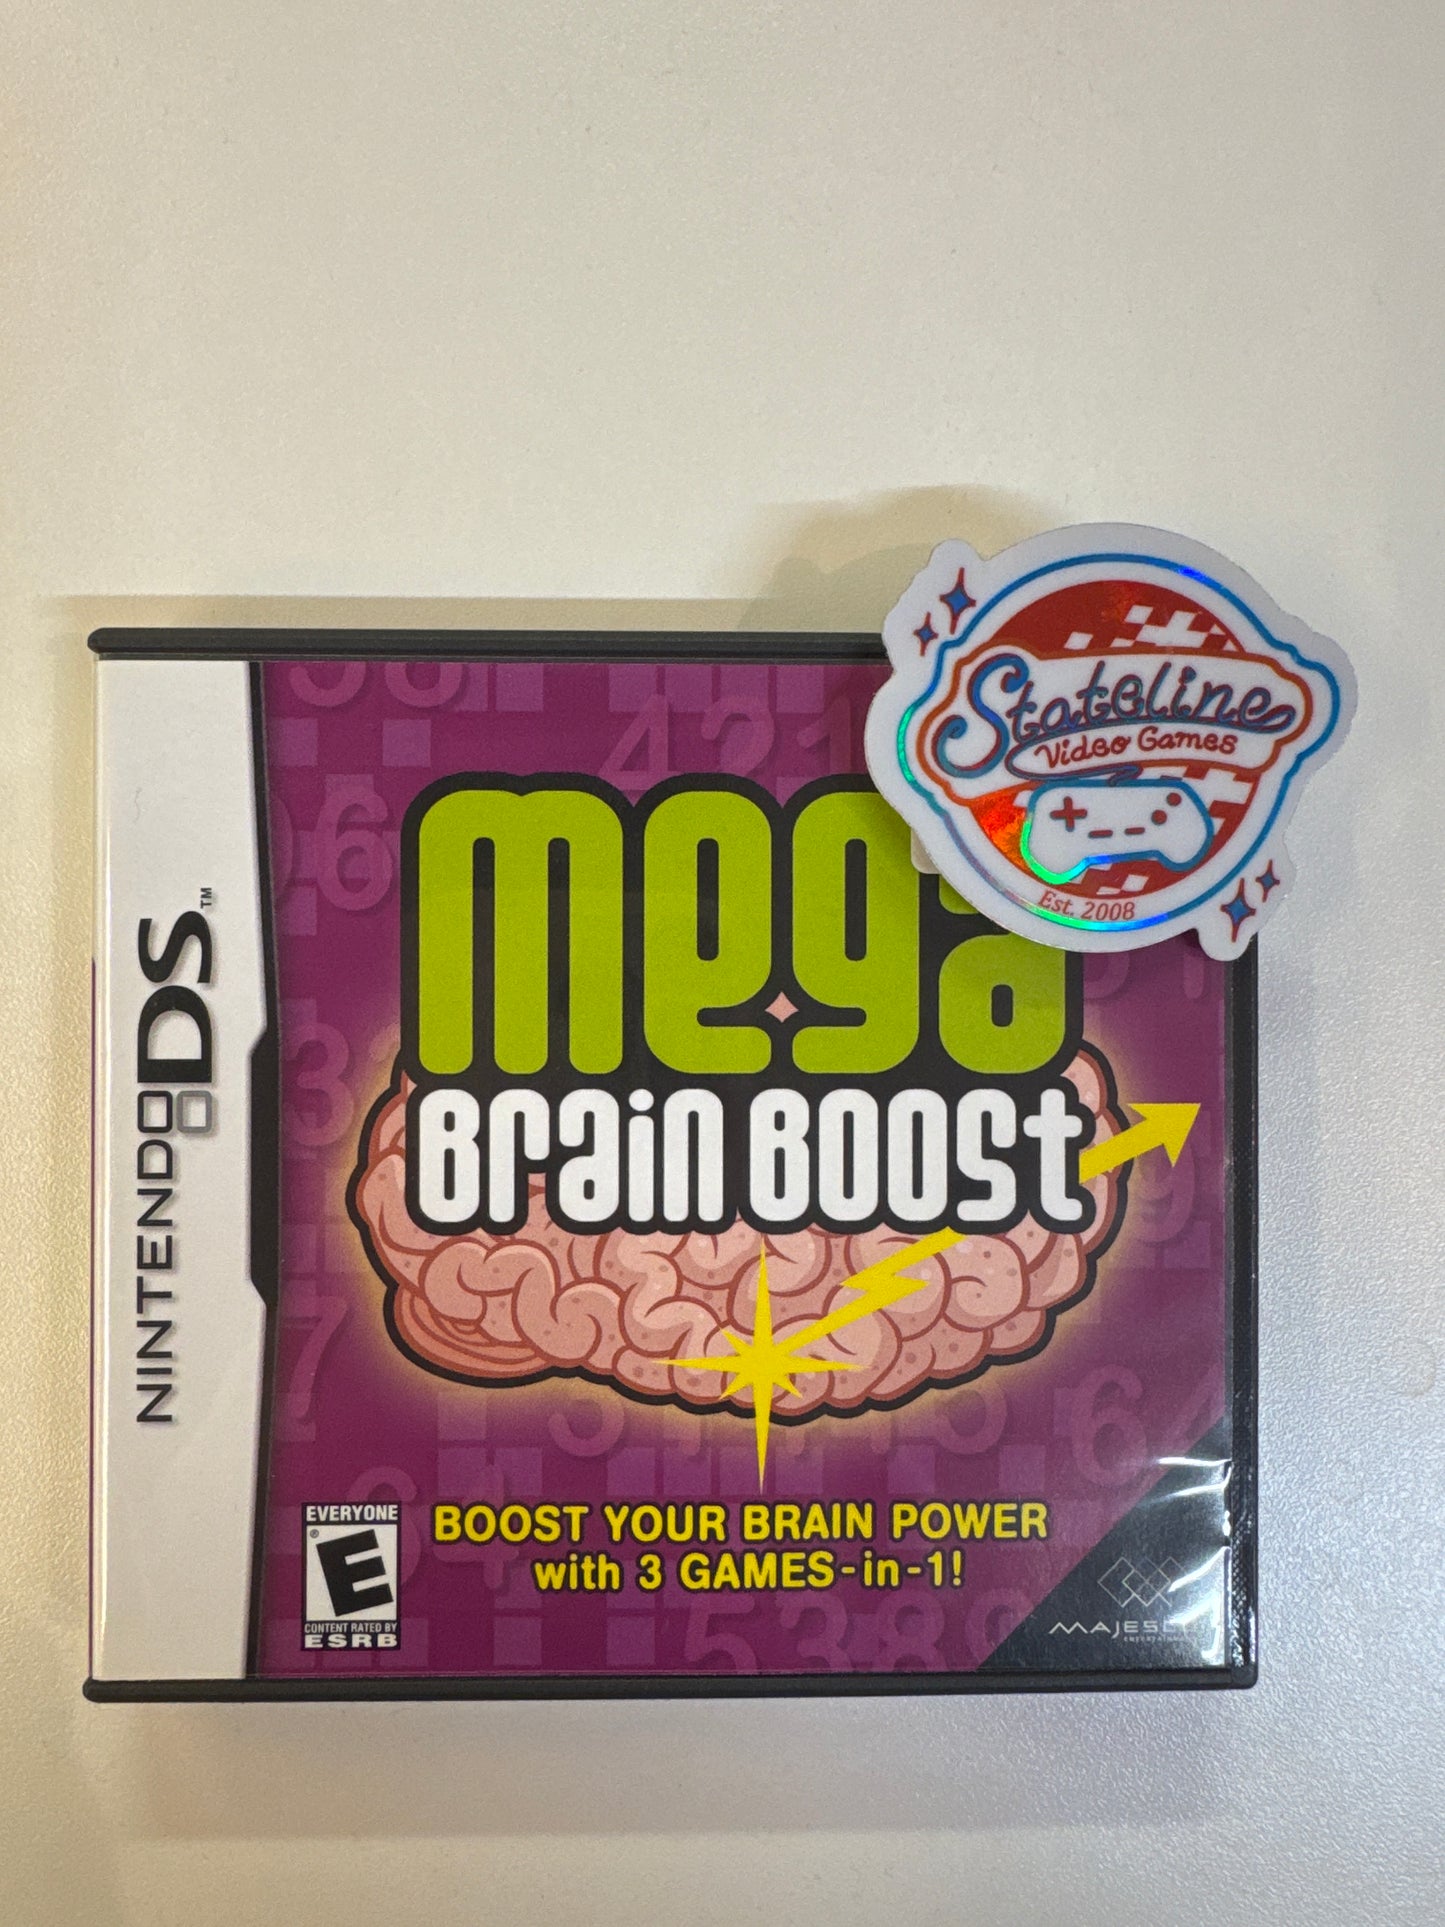 Stateline
Video Games
Est. 2008
NINTENDO DS™
mega
Brain Boost
BOOST YOUR BRAIN POWER
with 3 GAMES-in-1!
EVERYONE
E
®
CONTENT RATED BY
ESRB